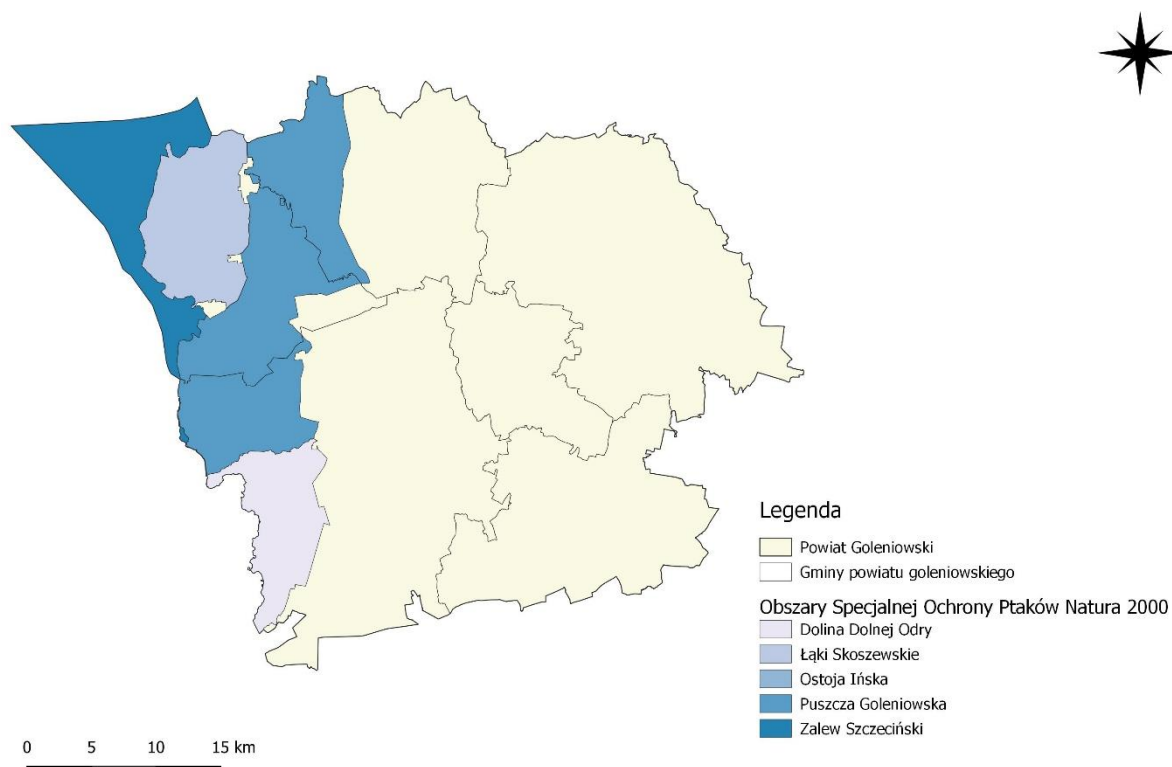 Legenda
Powiat Goleniowski
Gminy powiatu goleniowskiego
Obszary Specjalnej Ochrony Ptaków Natura 2000
Dolina Dolnej Odry
Łąki Skoszewskie
Ostoja Ińska
Puszcza Goleniowska
Zalew Szczeciński
0 5 10 15 km